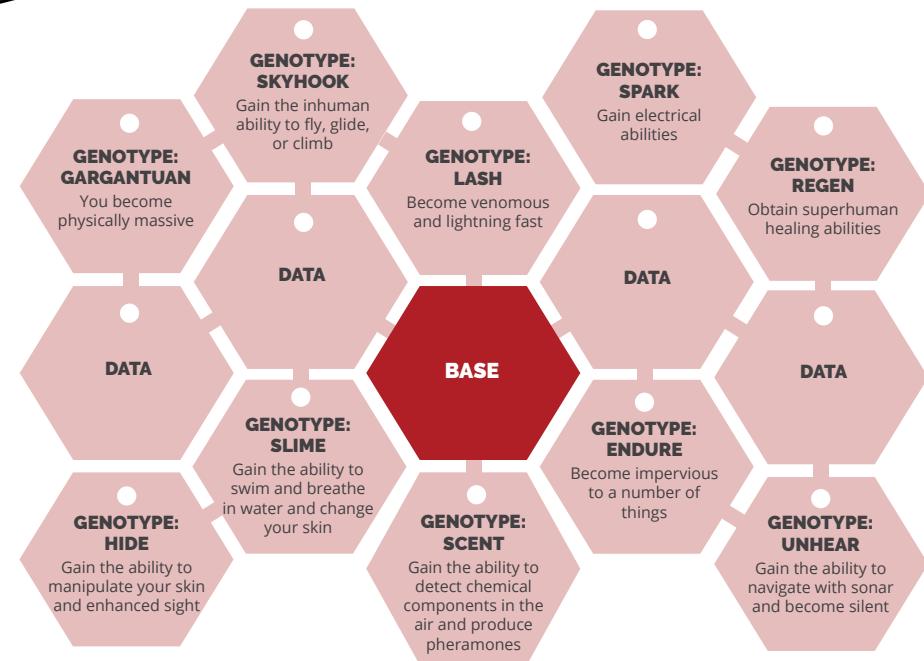 GENOTYPE:
SKYHOOK
Gain the inhuman
ability to fly, glide,
or climb
GENOTYPE:
SPARK
Gain electrical
abilities
GENOTYPE:
GARGANTUAN
You become
physically massive
GENOTYPE:
LASH
Become venomous
and lightning fast
GENOTYPE:
REGEN
Obtain superhuman
healing abilities
DATA
DATA
DATA
BASE
DATA
GENOTYPE:
SLIME
Gain the ability to
swim and breathe
in water and change
your skin
GENOTYPE:
ENDURE
Become impervious
to a number of
things
GENOTYPE:
HIDE
Gain the ability to
manipulate your skin
and enhanced sight
GENOTYPE:
SCENT
Gain the ability to
detect chemical
components in the
air and produce
pheramones
GENOTYPE:
UNHEAR
Gain the ability to
navigate with sonar
and become silent